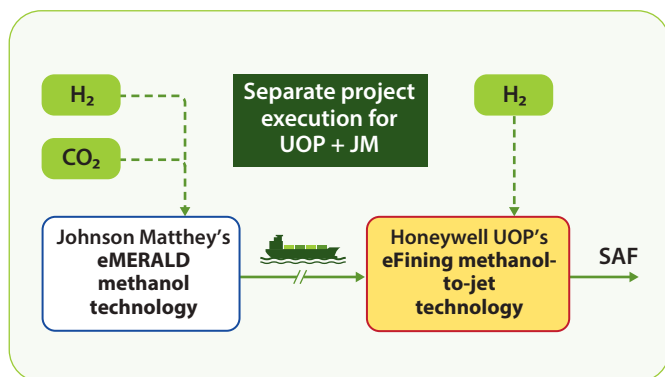 H₂
Separate project
execution for
UOP + JM
H₂
CO₂
Johnson Matthey's
eMERALD
methanol
technology
Honeywell UOP's
eFining methanol-
to-jet
technology
SAF